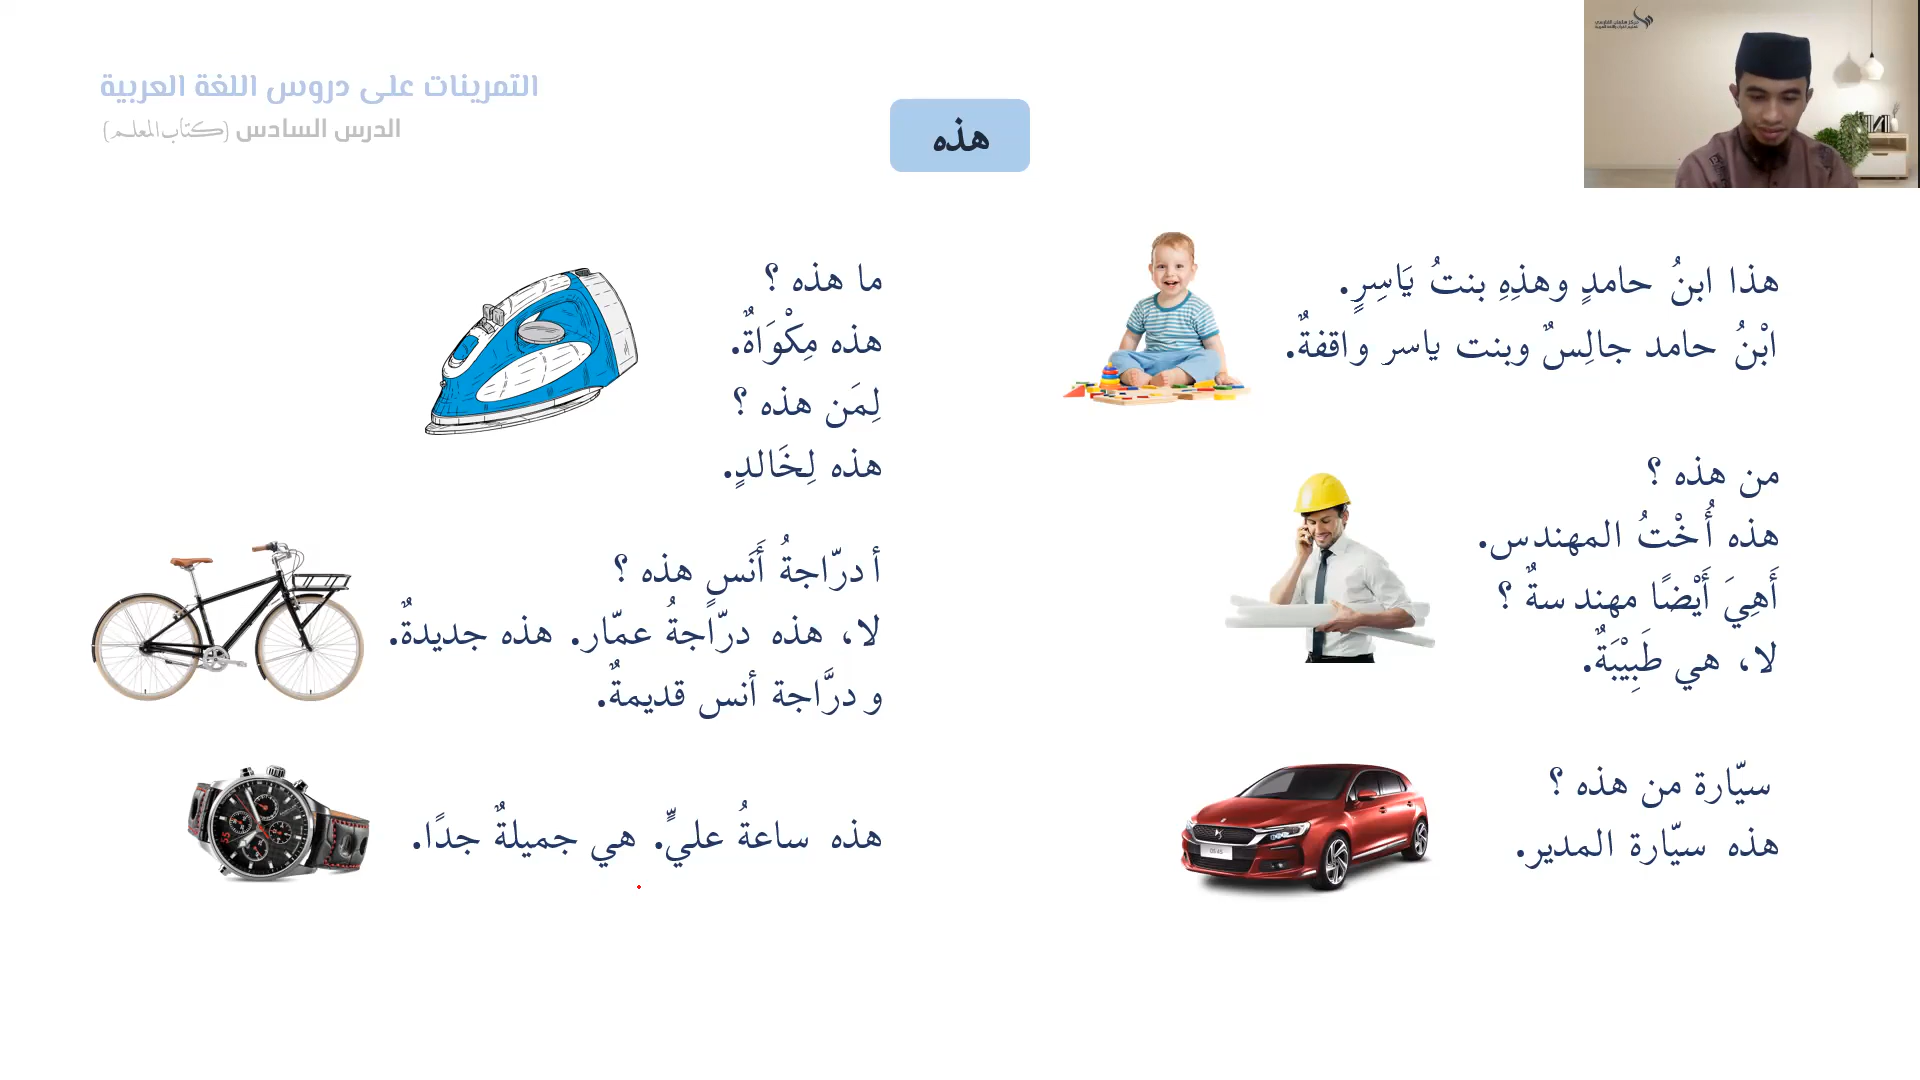 التمرينات على دروس اللغة العربية
الدرس السادس (كتاب المعلم)
هذه
هذا ابنُ حامدٍ وهذِهِ بنتُ يَاسِرٍ.
ابْنُ حامد جالِسٌ وبنت ياسر واقفةٌ.
من هذه ؟
هذه أُخْتُ المهندس.
أَهِيَ أَيْضًا مهندسةٌ ؟
لا، هي طَبِيْبَةٌ.
سيّارة من هذه ؟
هذه سيّارة المدير.
ما هذه ؟
هذه مِكْوَاةٌ.
لِمَن هذه ؟
هذه لِخَالدٍ.
أ درّاجةُ أَنَسٍ هذه ؟
لا، هذه درّاجةُ عمّار. هذه جديدةٌ.
و درَّاجة أنس قديمةٌ.
هذه ساعةُ عليٍّ. هي جميلةٌ جدًا.